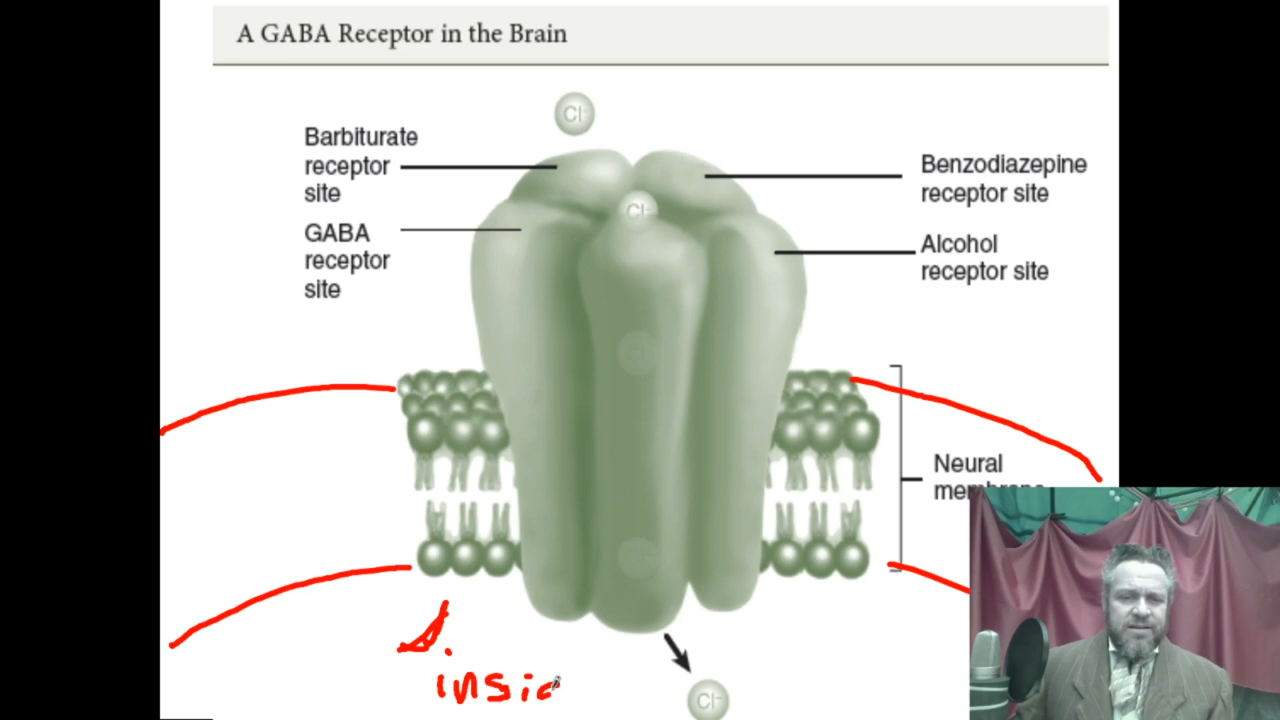 A GABA Receptor in the Brain
Cl-
Barbiturate
receptor
site
Benzodiazepine
receptor site
Cl-
GABA
receptor
site
Alcohol
receptor site
Neural
Cl-